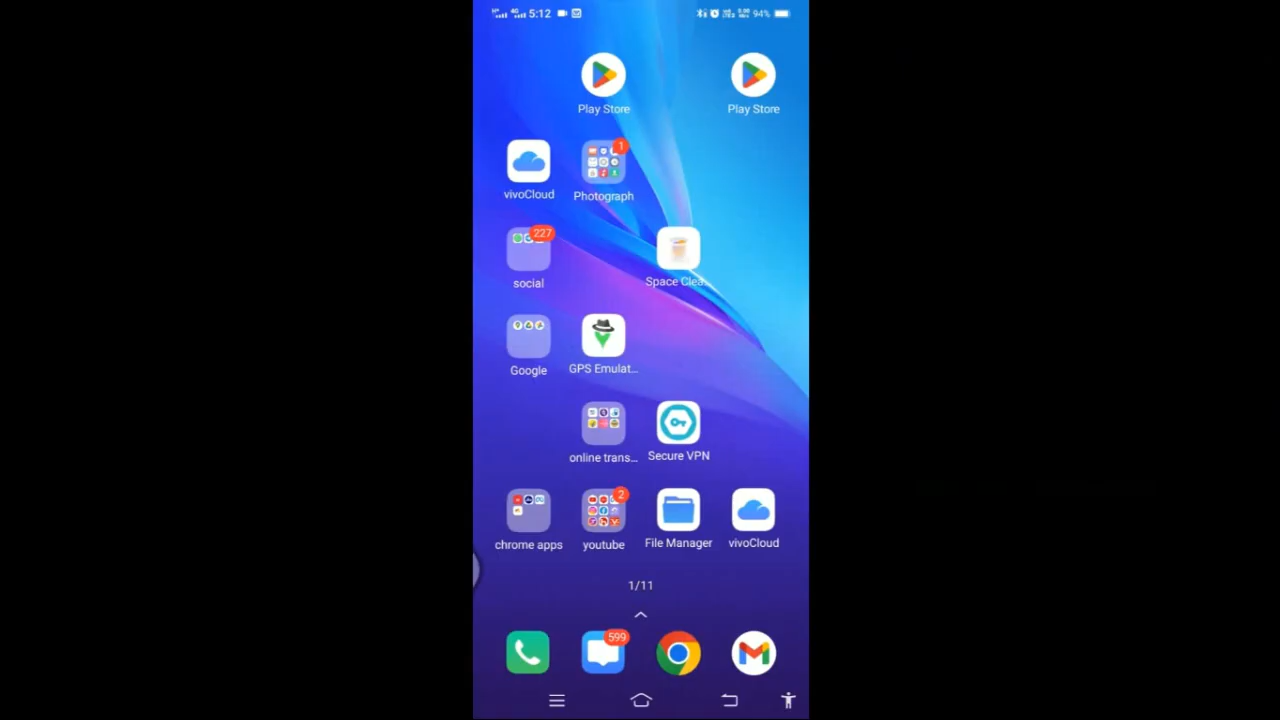 5:12
94%
Play Store
Play Store
1
vivoCloud
Photograph
227
social
Space Clea..
Google
GPS Emulat...
online trans...
Secure VPN
2
chrome apps
youtube
File Manager
vivoCloud
1/11
599